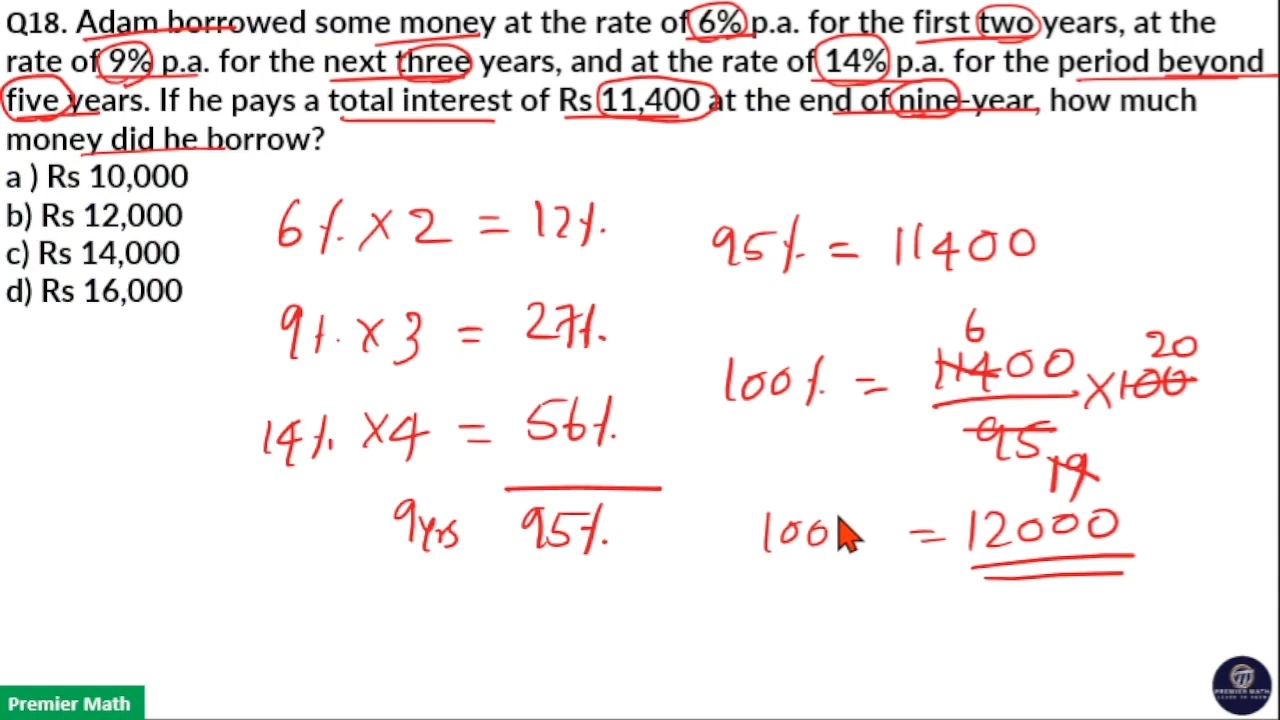 Q18. Adam borrowed some money at the rate of 6% p.a. for the first two years, at the
rate of 9% p.a. for the next three years, and at the rate of 14% p.a. for the period beyond
five years. If he pays a total interest of Rs 11,400 at the end of nine-year, how much
money did he borrow?
a ) Rs 10,000
b) Rs 12,000
c) Rs 14,000
d) Rs 16,000
6% × 2 = 12%
9% × 3 = 27%
14% × 4 = 56%
9yrs 95%
95% = 11400
6 20
100% = 11400 × 100
95
19
100 = 12000
Premier Math
PREMIER MATH